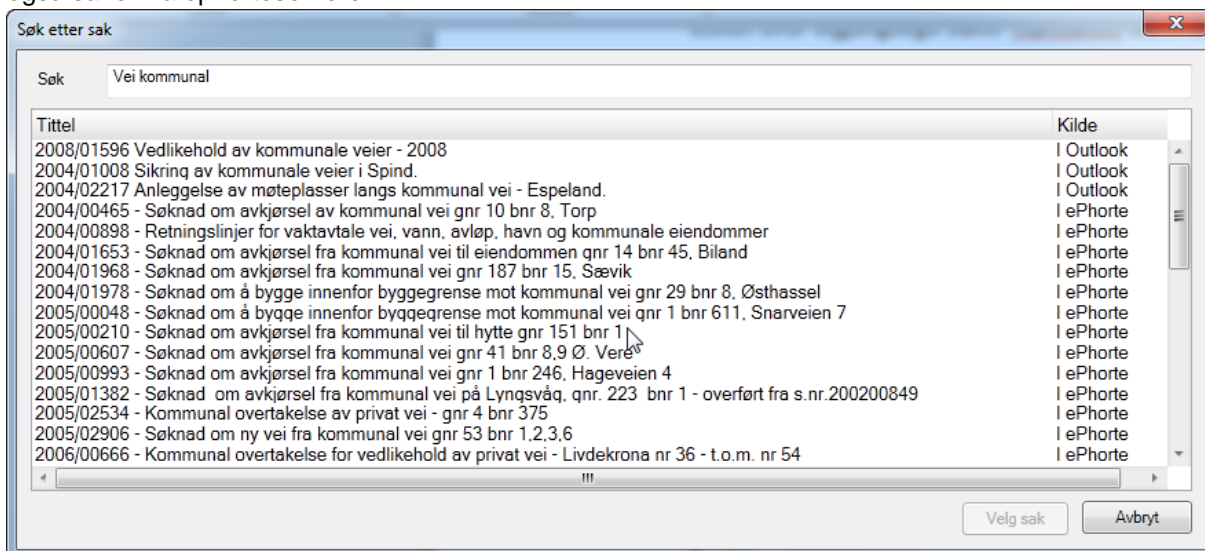 Søk etter sak
Søk Vei kommunal
Tittel Kilde
2008/01596 Vedlikehold av kommunale veier - 2008 I Outlook
2004/01008 Sikring av kommunale veier i Spind. I Outlook
2004/02217 Anleggelse av møteplasser langs kommunal vei - Espeland. I Outlook
2004/00465 - Søknad om avkjørsel av kommunal vei gnr 10 bnr 8, Torp I ePhorte
2004/00898 - Retningslinjer for vaktavtale vei, vann, avløp, havn og kommunale eiendommer I ePhorte
2004/01653 - Søknad om avkjørsel fra kommunal vei til eiendommen gnr 14 bnr 45, Biland I ePhorte
2004/01968 - Søknad om avkjørsel fra kommunal vei gnr 187 bnr 15, Sævik I ePhorte
2004/01978 - Søknad om å bygge innenfor byggegrense mot kommunal vei gnr 29 bnr 8, Østhassel I ePhorte
2005/00048 - Søknad om å bygge innenfor byggegrense mot kommunal vei gnr 1 bnr 611, Snarveien 7 I ePhorte
2005/00210 - Søknad om avkjørsel fra kommunal vei til hytte gnr 151 bnr 1 I ePhorte
2005/00607 - Søknad om avkjørsel fra kommunal vei gnr 41 bnr 8,9 Ø. Vere I ePhorte
2005/00993 - Søknad om avkjørsel fra kommunal vei gnr 1 bnr 246, Hageveien 4 I ePhorte
2005/01382 - Søknad om avkjørsel fra kommunal vei på Lyngsvåg, gnr. 223 bnr 1 - overført fra s.nr.200200849 I ePhorte
2005/02534 - Kommunal overtakelse av privat vei - gnr 4 bnr 375 I ePhorte
2005/02906 - Søknad om ny vei fra kommunal vei gnr 53 bnr 1,2,3,6 I ePhorte
2006/00666 - Kommunal overtakelse for vedlikehold av privat vei - Livdekrona nr 36 - t.o.m. nr 54 I ePhorte
Velg sak Avbryt